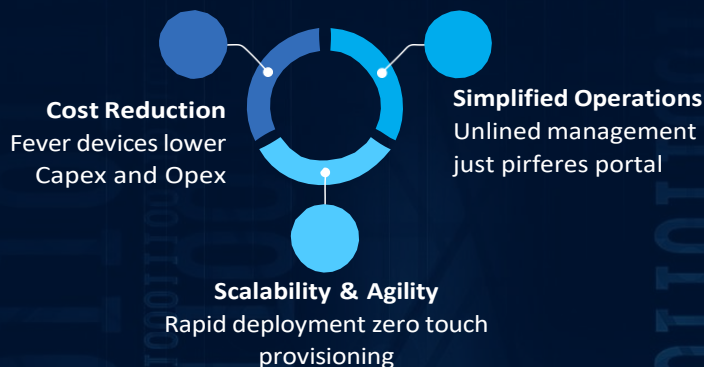 Cost Reduction
Fever devices lower
Capex and Opex
Simplified Operations
Unlined management
just pirferes portal
Scalability & Agility
Rapid deployment zero touch
provisioning